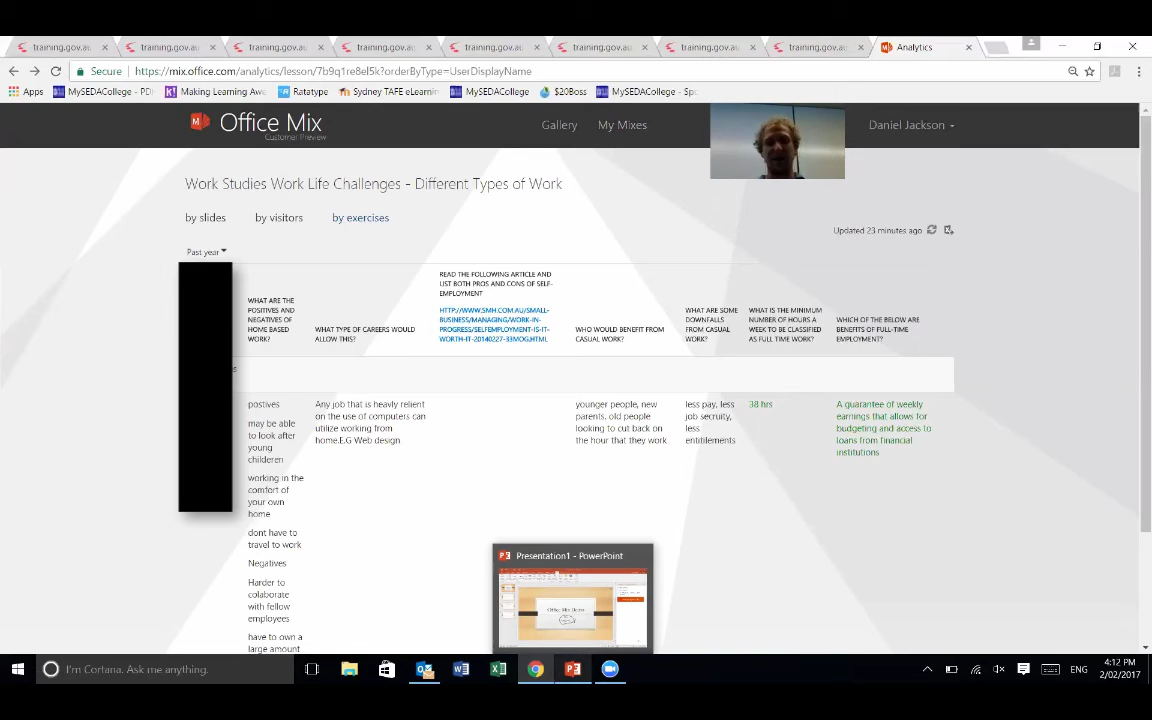 training.gov.au
training.gov.au
training.gov.au
training.gov.au
training.gov.au
training.gov.au
training.gov.au
training.gov.au
Analytics
Secure
https://mix.office.com/analytics/lesson/7b9q1re8el5k?orderByType=UserDisplayName
Apps
MySEDACollege - PDH
Making Learning Awe
Ratatype
Sydney TAFE eLearnin
MySEDACollege
$20Boss
MySEDACollege - Spo
Office Mix
Customer Preview
Gallery
My Mixes
Daniel Jackson
Work Studies Work Life Challenges - Different Types of Work
by slides
by visitors
by exercises
Updated 23 minutes ago
Past year
WHAT ARE THE
POSITIVES AND
NEGATIVES OF
HOME BASED
WORK?
WHAT TYPE OF CAREERS WOULD
ALLOW THIS?
READ THE FOLLOWING ARTICLE AND
LIST BOTH PROS AND CONS OF SELF-
EMPLOYMENT
HTTP://WWW.SMH.COM.AU/SMALL-
BUSINESS/MANAGING/WORK-IN-
PROGRESS/SELFEMPLOYMENT-IS-IT-
WORTH-IT-20140227-33MOG.HTML
WHO WOULD BENEFIT FROM
CASUAL WORK?
WHAT ARE SOME
DOWNFALLS
FROM CASUAL
WORK?
WHAT IS THE MINIMUM
NUMBER OF HOURS A
WEEK TO BE CLASSIFIED
AS FULL TIME WORK?
WHICH OF THE BELOW ARE
BENEFITS OF FULL-TIME
EMPLOYMENT?
postives
may be able
to look after
young
childeren
working in the
comfort of
your own
home
dont have to
travel to work
Negatives
Harder to
colaborate
with fellow
employees
have to own a
large amount
Any job that is heavly relient
on the use of computers can
utilize working from
home.E.G Web design
younger people, new
parents. old people
looking to cut back on
the hour that they work
less pay, less
job secruity,
less
entitilements
38 hrs
A guarantee of weekly
earnings that allows for
budgeting and access to
loans from financial
institutions
Presentation1 - PowerPoint
Office Mix Demo
I'm Cortana. Ask me anything.
ENG
4:12 PM
2/02/2017